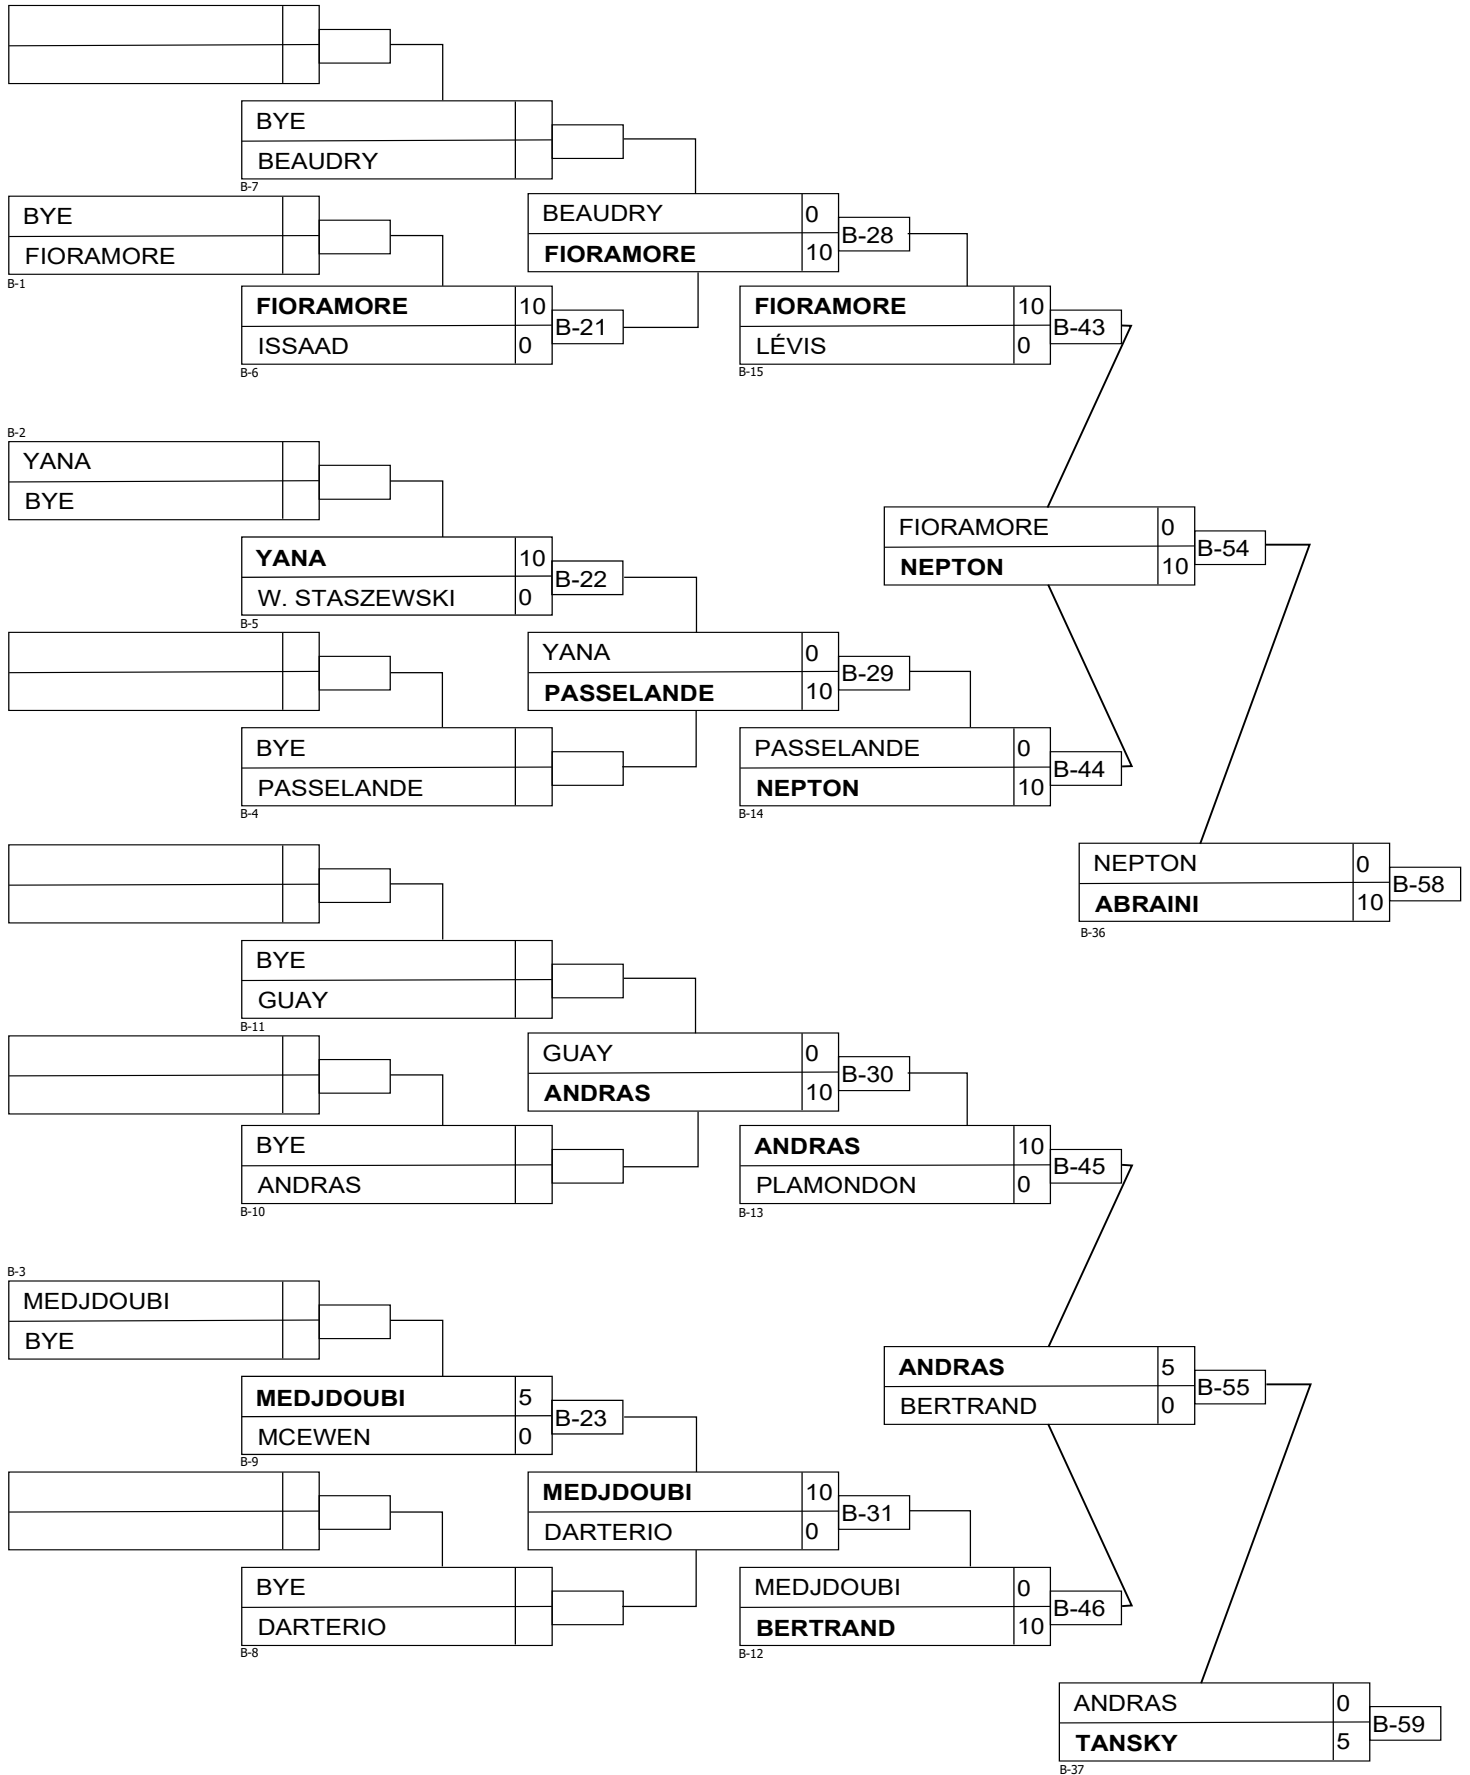 BYE
BEAUDRY
B-7
BYE
FIORAMORE
B-1
BEAUDRY 0
FIORAMORE 10
B-28
FIORAMORE 10
ISSAAD 0
B-21
B-6
FIORAMORE 10
LÉVIS 0
B-43
B-15
B-2
YANA
BYE
YANA 10
W. STASZEWSKI 0
B-22
B-5
FIORAMORE 0
NEPTON 10
B-54
YANA 0
PASSELANDE 10
B-29
BYE
PASSELANDE
B-4
PASSELANDE 0
NEPTON 10
B-44
B-14
NEPTON 0
ABRAINI 10
B-58
B-36
BYE
GUAY
B-11
GUAY 0
ANDRAS 10
B-30
BYE
ANDRAS
B-10
ANDRAS 10
PLAMONDON 0
B-45
B-13
B-3
MEDJDOUBI
BYE
MEDJDOUBI 5
MCEWEN 0
B-23
B-9
ANDRAS 5
BERTRAND 0
B-55
MEDJDOUBI 10
DARTERIO 0
B-31
BYE
DARTERIO
B-8
MEDJDOUBI 0
BERTRAND 10
B-46
B-12
ANDRAS 0
TANSKY 5
B-59
B-37